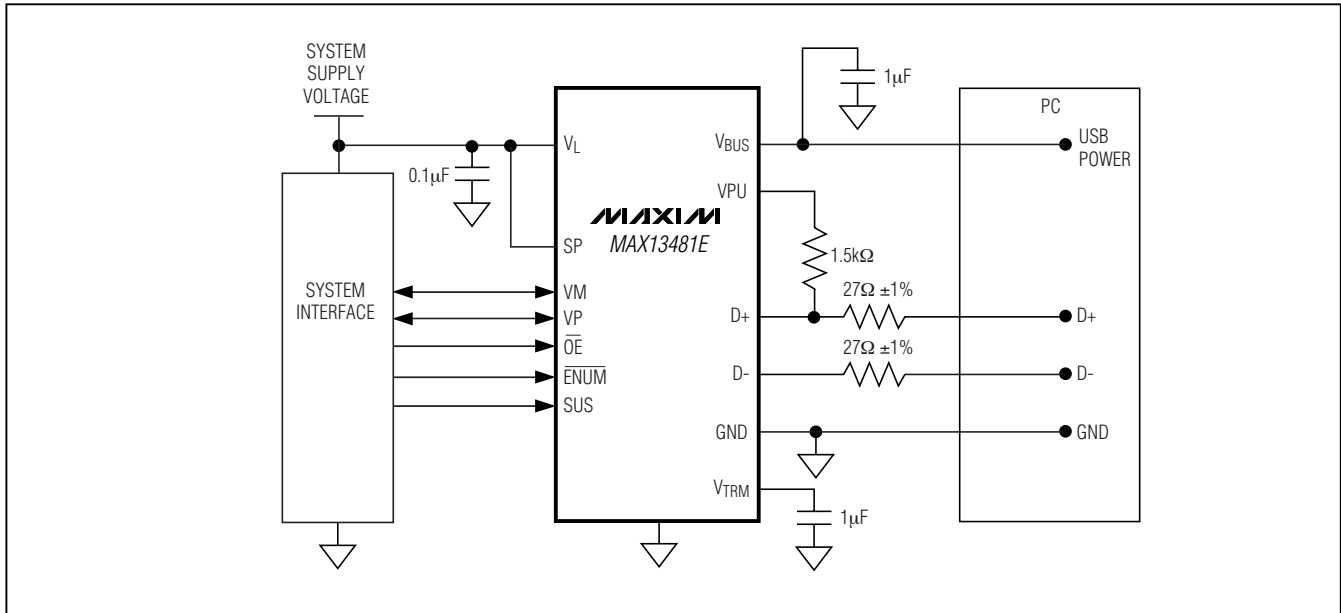 SYSTEM
SUPPLY
VOLTAGE
0.1µF
SYSTEM
INTERFACE
VL
SP
VM
VP
OE
ENUM
SUS
MAXIM
MAX13481E
VBUS
VPU
D+
D-
GND
VTRM
1µF
1.5kΩ
27Ω ±1%
27Ω ±1%
1µF
PC
USB
POWER
D+
D-
GND